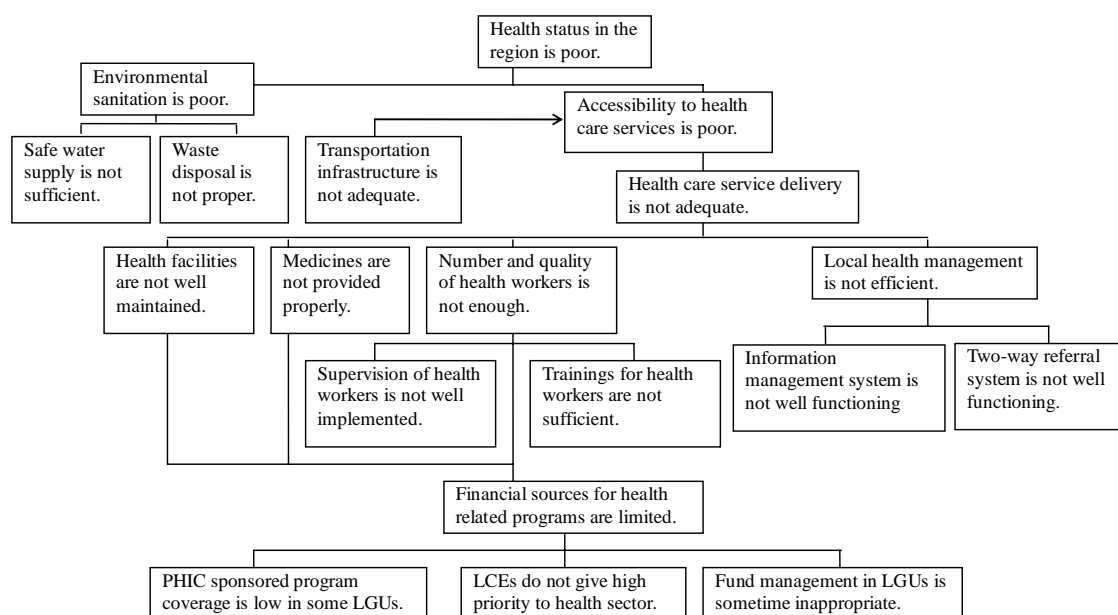 Health status in the
region is poor.
Environmental
sanitation is poor.
Accessibility to health
care services is poor.
Safe water
supply is not
sufficient.
Waste
disposal is
not proper.
Transportation
infrastructure is
not adequate.
Health care service delivery
is not adequate.
Health facilities
are not well
maintained.
Medicines are
not provided
properly.
Number and quality
of health workers is
not enough.
Local health management
is not efficient.
Supervision of health
workers is not well
implemented.
Trainings for health
workers are not
sufficient.
Information
management system is
not well functioning
Two-way referral
system is not well
functioning.
Financial sources for health
related programs are limited.
PHIC sponsored program
coverage is low in some LGUs.
LCEs do not give high
priority to health sector.
Fund management in LGUs is
sometime inappropriate.